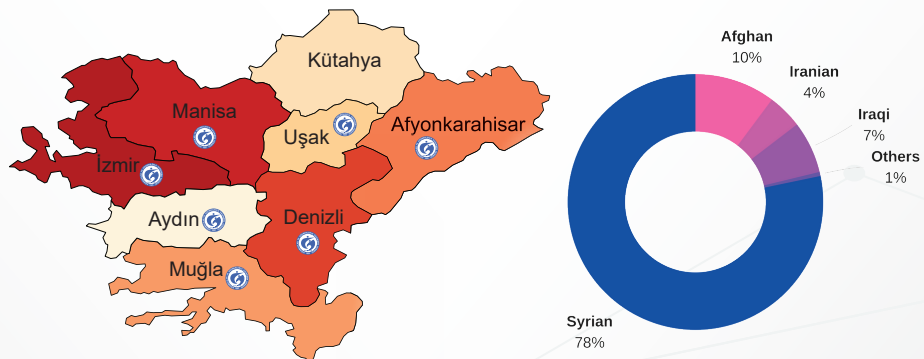 Kütahya
Manisa
Uşak
Afyonkarahisar
İzmir
Aydın
Denizli
Muğla
Afghan
10%
Iranian
4%
Iraqi
7%
Others
1%
Syrian
78%